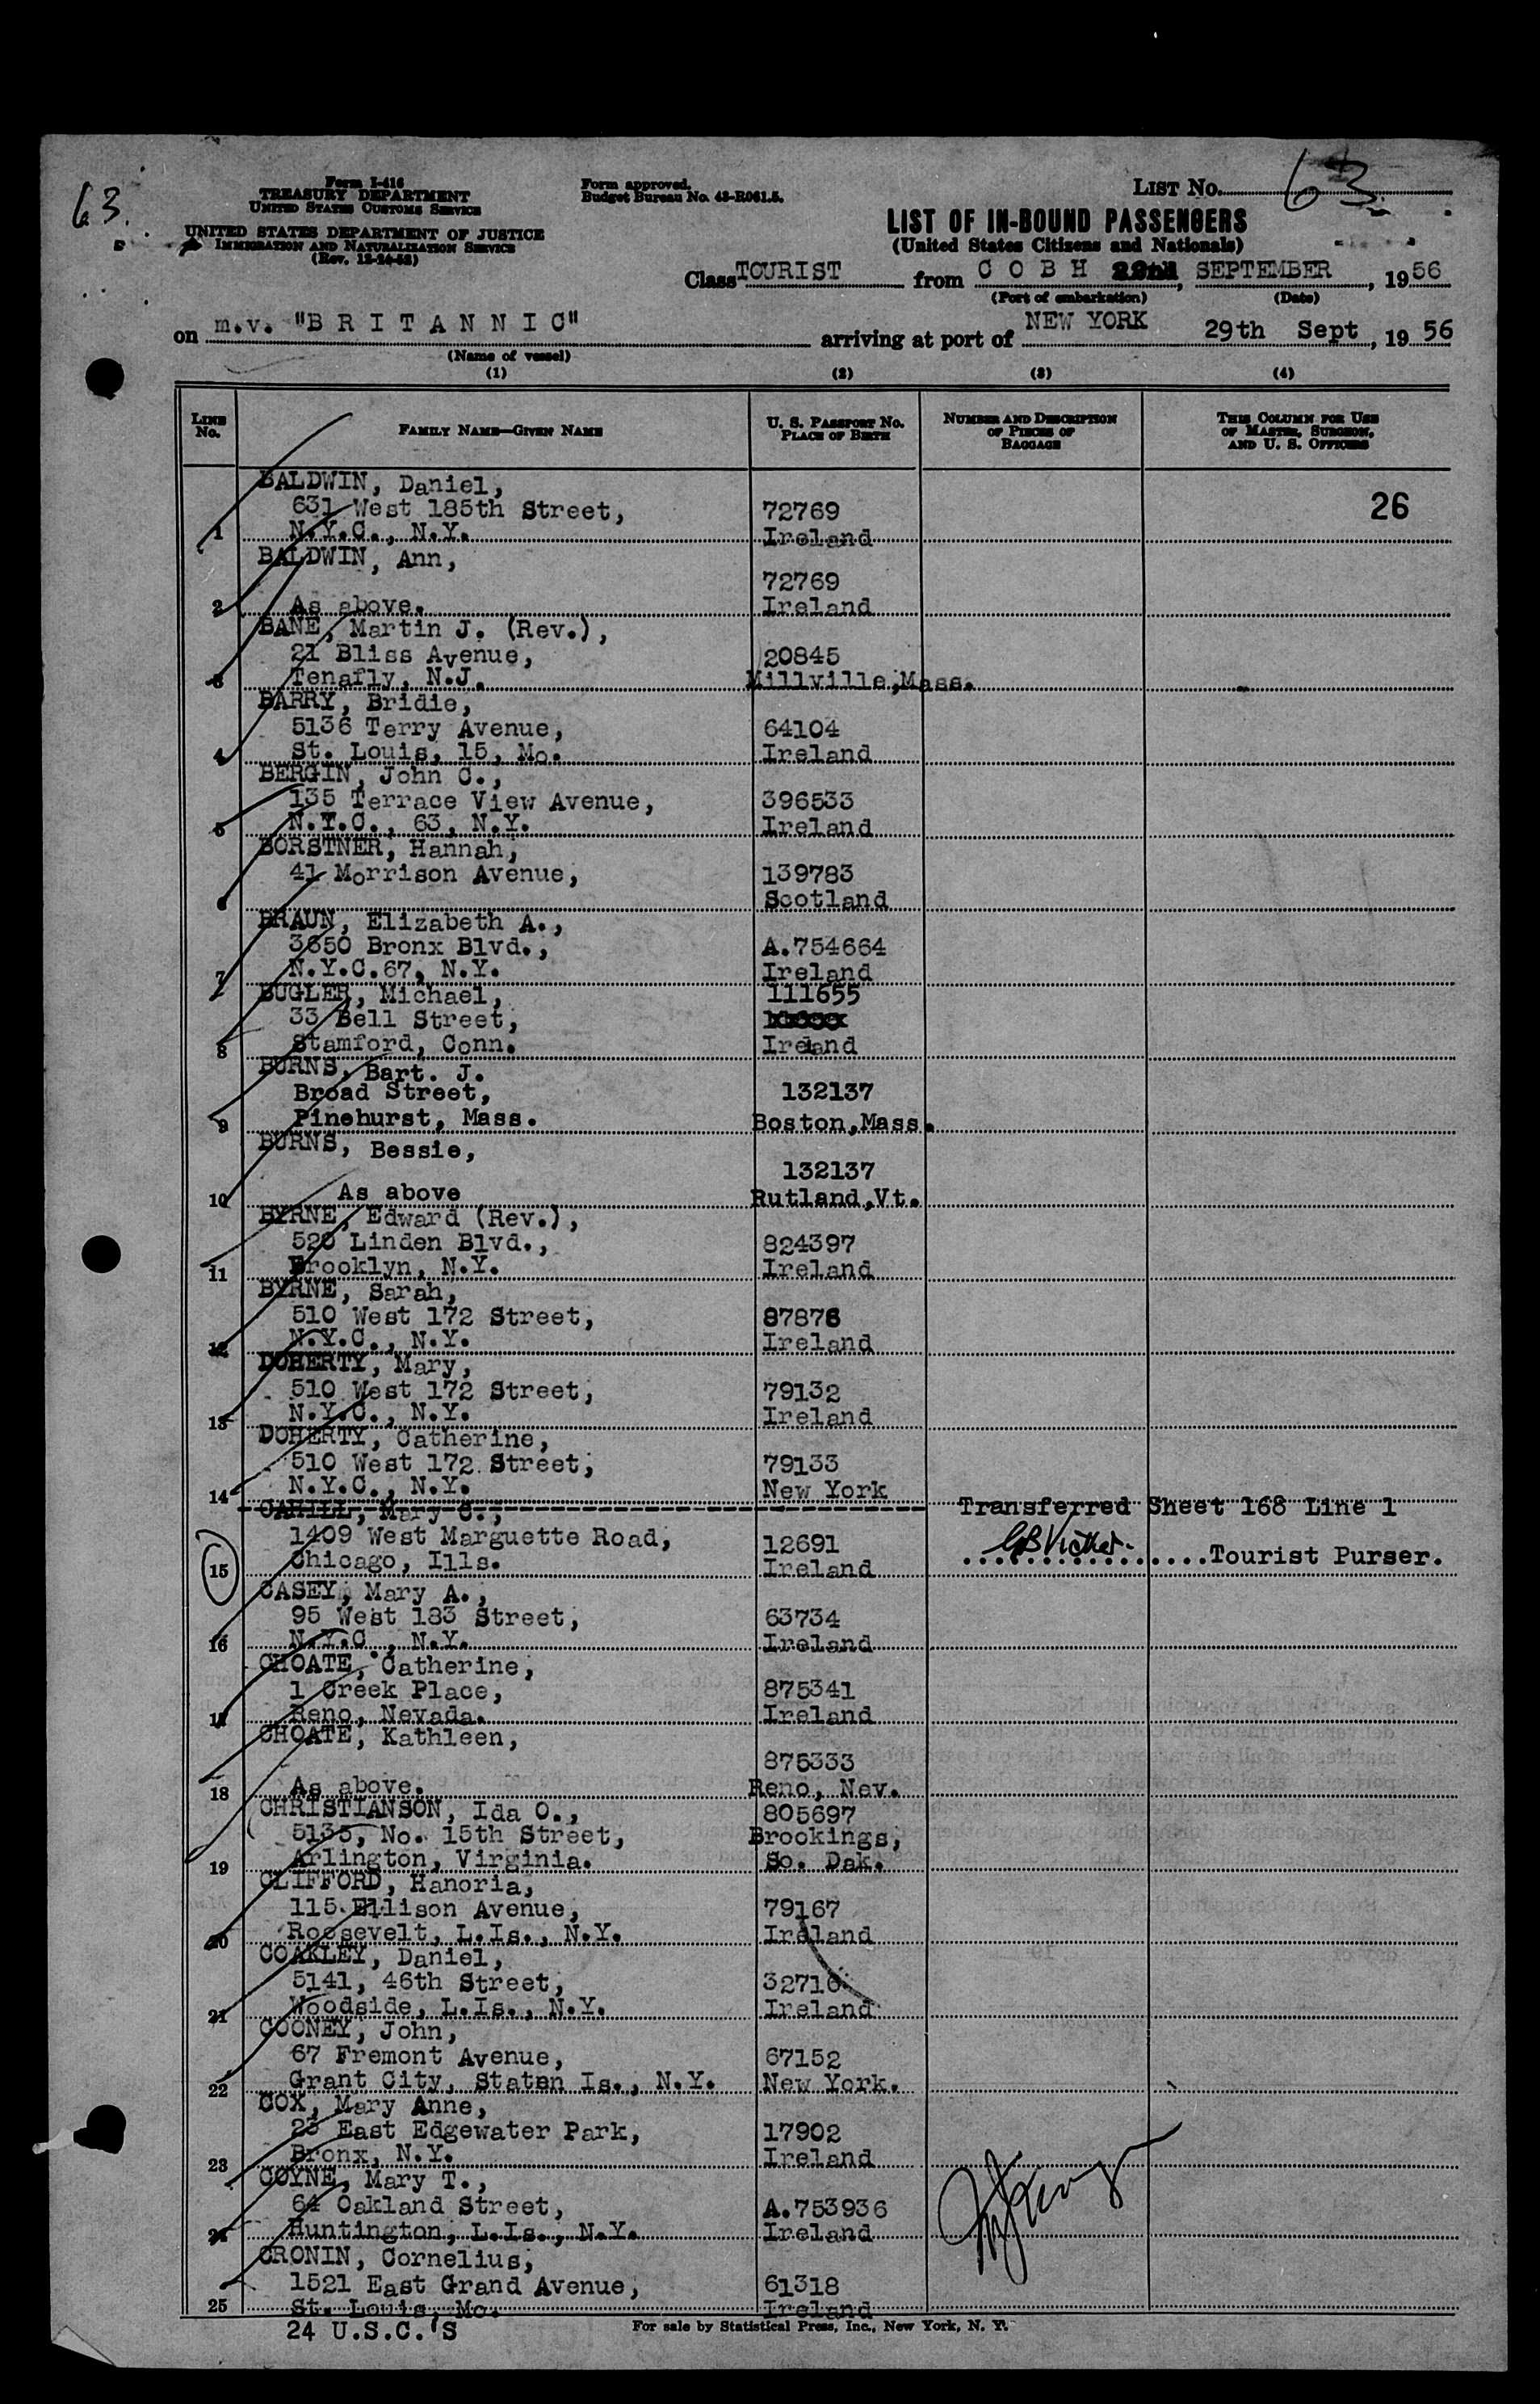 63.
Form I-416
TREASURY DEPARTMENT
UNITED STATES CUSTOMS SERVICE
UNITED STATES DEPARTMENT OF JUSTICE
IMMIGRATION AND NATURALIZATION SERVICE
Form approved.
Budget Bureau No. 43-R061.5.
LIST No. 63
LIST OF IN-BOUND PASSENGERS
(United States Citizens and Nationals)
Class TOURIST from C O B H 22nd, SEPTEMBER, 1956
(Port of embarkation) (Date)
on m.v. "B R I T A N N I C" arriving at port of NEW YORK 29th Sept, 19 56
(Name of vessel)
(1) (2) (3) (4)
LINE No. FAMILY NAME—GIVEN NAME U. S. PASSPORT No. PLACE OF BIRTH NUMBER AND DESCRIPTION OF PIECES OF BAGGAGE THIS COLUMN FOR USE OF MASTER, SURGEON, AND U. S. OFFICERS
26
BALDWIN, Daniel,
631 West 185th Street, 72769
1 N.Y.C., N.Y. Ireland
BALDWIN, Ann,
72769
2 As above. Ireland
BANE, Martin J. (Rev.),
21 Bliss Avenue, 20845
3 Tenafly, N.J. Millville,Mass.
BARRY, Bridie,
5136 Terry Avenue, 64104
4 St. Louis, 15, Mo. Ireland
BERGIN, John C.,
135 Terrace View Avenue, 396533
5 N.Y.C., 63, N.Y. Ireland
BORSTNER, Hannah,
41 Morrison Avenue, 139783
6 Scotland
BRAUN, Elizabeth A.,
3650 Bronx Blvd., A.754664
7 N.Y.C.67, N.Y. Ireland
BUGLER, Michael, 111655
33 Bell Street,
8 Stamford, Conn. Ireland
BURNS, Bart. J.
Broad Street, 132137
9 Pinehurst, Mass. Boston,Mass.
BURNS, Bessie,
132137
10 As above Rutland,Vt.
BYRNE, Edward (Rev.),
520 Linden Blvd., 824397
11 Brooklyn, N.Y. Ireland
BYRNE, Sarah,
510 West 172 Street, 87876
12 N.Y.C., N.Y. Ireland
DOHERTY, Mary,
510 West 172 Street, 79132
13 N.Y.C., N.Y. Ireland
DOHERTY, Catherine,
510 West 172 Street, 79133
14 N.Y.C., N.Y. New York
CAHILL, Mary C., Transferred Sheet 168 Line 1
1409 West Marguette Road, 12691
15 Chicago, Ills. Ireland Tourist Purser.
CASEY, Mary A.,
95 West 183 Street, 63734
16 N.Y.C., N.Y. Ireland
CHOATE, Catherine,
1 Creek Place, 875341
17 Reno, Nevada. Ireland
CHOATE, Kathleen,
875333
18 As above. Reno, Nev.
CHRISTIANSON, Ida O., 805697
5135, No. 15th Street, Brookings,
19 Arlington, Virginia. So. Dak.
CLIFFORD, Hanoria,
115 Ellison Avenue, 79167
20 Roosevelt, L.Is., N.Y. Ireland
COAKLEY, Daniel,
5141, 46th Street, 32710
21 Woodside, L.Is., N.Y. Ireland
COONEY, John,
67 Fremont Avenue, 67152
22 Grant City, Staten Is., N.Y. New York.
COX, Mary Anne,
23 East Edgewater Park, 17902
23 Bronx, N.Y. Ireland
COYNE, Mary T.,
64 Oakland Street, A.753936
24 Huntington, L.Is., N.Y. Ireland
CRONIN, Cornelius,
1521 East Grand Avenue, 61318
25 St. Louis, Mo. Ireland
24 U.S.C.'S For sale by Statistical Press, Inc., New York, N. Y.